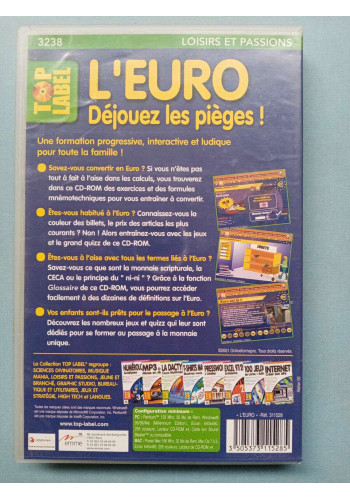 3238
LOISIRS ET PASSIONS
TOP LABEL
L'EURO
Déjouez les pièges !
Une formation progressive, interactive et ludique
pour toute la famille !
Savez-vous convertir en Euro ? Si vous n'êtes pas
tout à fait à l'aise dans les calculs, vous trouverez
dans ce CD-ROM des exercices et des formules
mnémotechniques pour vous entraîner à convertir.
Êtes-vous habitué à l'Euro ? Connaissez-vous la
couleur des billets, le prix des articles les plus
courants ? Non ! Alors entraînez-vous avec les jeux
et le grand quizz de ce CD-ROM.
Êtes-vous à l'aise avec tous les termes liés à l'Euro ?
Savez-vous ce que sont la monnaie scripturale, la
CECA ou le principe du " ni-ni " ? Grâce à la fonction
Glossaire de ce CD-ROM, vous pourrez accéder
facilement à des dizaines de définitions sur l'Euro.
Vos enfants sont-ils prêts pour le passage à l'Euro ?
Découvrez les nombreux jeux et quizz qui leur sont
dédiés pour se former au passage à la monnaie
unique.
La Collection TOP LABEL regroupe :
SCIENCES DIVINATOIRES, MUSIQUE
MANIA, LOISIRS ET PASSIONS, JEUNE
ET BRANCHÉ, GRAPHIC STUDIO, BUREAU-
TIQUE ET UTILITAIRES, JEUX ET
STRATÉGIE, HIGH TECH et LANGUES.
MP3
INTERNET
www.top-label.com
emme
Configuration minimum :
• L'EURO - Réf. 311528
3 505373 115285